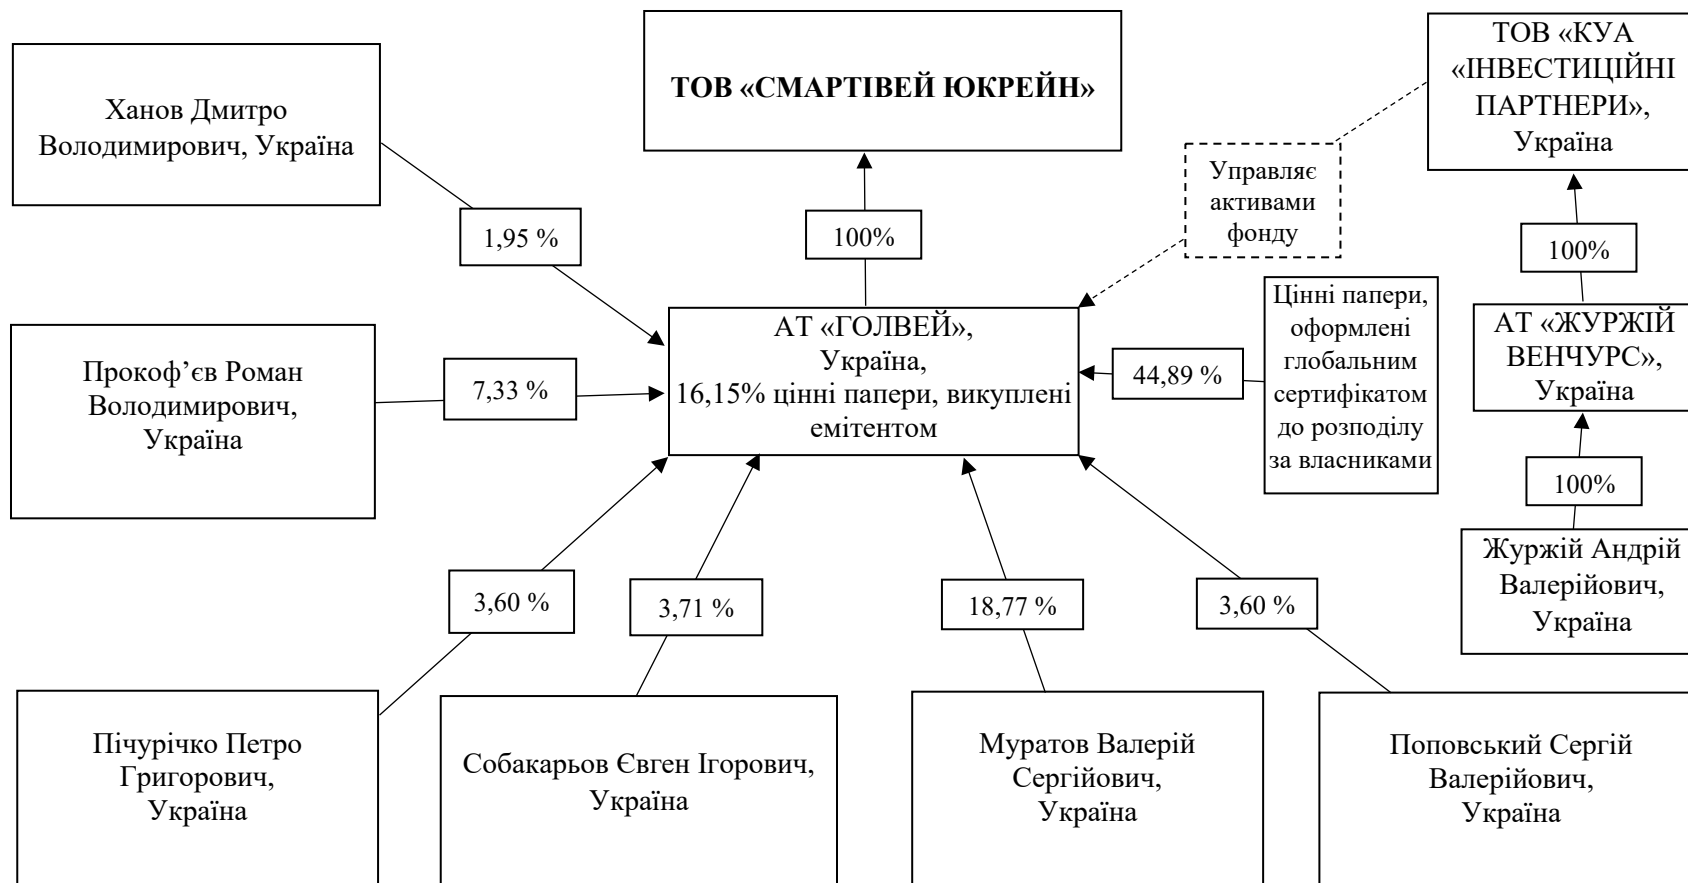 ТОВ «СМАРТІВЕЙ ЮКРЕЙН»
ТОВ «КУА
«ІНВЕСТИЦІЙНІ
ПАРТНЕРИ»,
Україна
Ханов Дмитро
Володимирович, Україна
Управляє
активами
фонду
1,95 %
100%
100%
Цінні папери,
оформлені
глобальним
сертифікатом
до розподілу
за власниками
АТ «ГОЛВЕЙ»,
Україна,
16,15% цінні папери, викуплені
емітентом
АТ «ЖУРЖІЙ
ВЕНЧУРС»,
Україна
Прокоф’єв Роман
Володимирович,
Україна
7,33 %
44,89 %
100%
Журжій Андрій
Валерійович,
Україна
3,60 %
3,71 %
18,77 %
3,60 %
Пічурічко Петро
Григорович,
Україна
Собакарьов Євген Ігорович,
Україна
Муратов Валерій
Сергійович,
Україна
Поповський Сергій
Валерійович,
Україна